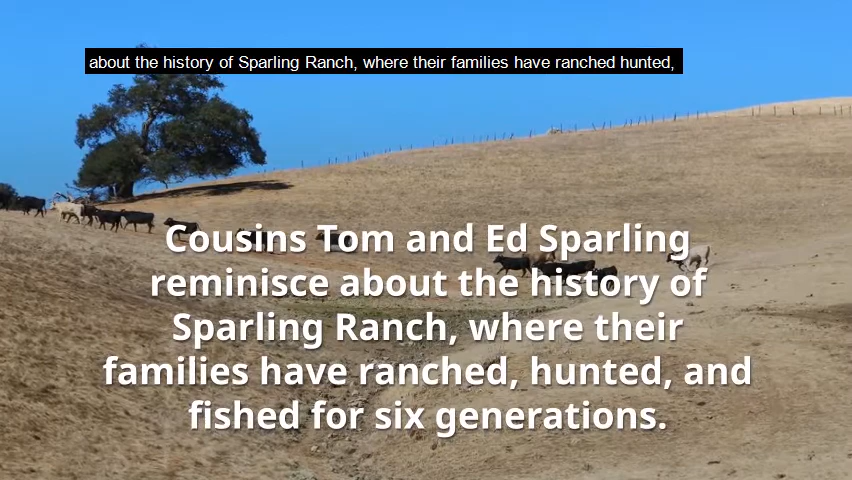 about the history of Sparling Ranch, where their families have ranched hunted,
Cousins Tom and Ed Sparling
reminisce about the history of
Sparling Ranch, where their
families have ranched, hunted, and
fished for six generations.